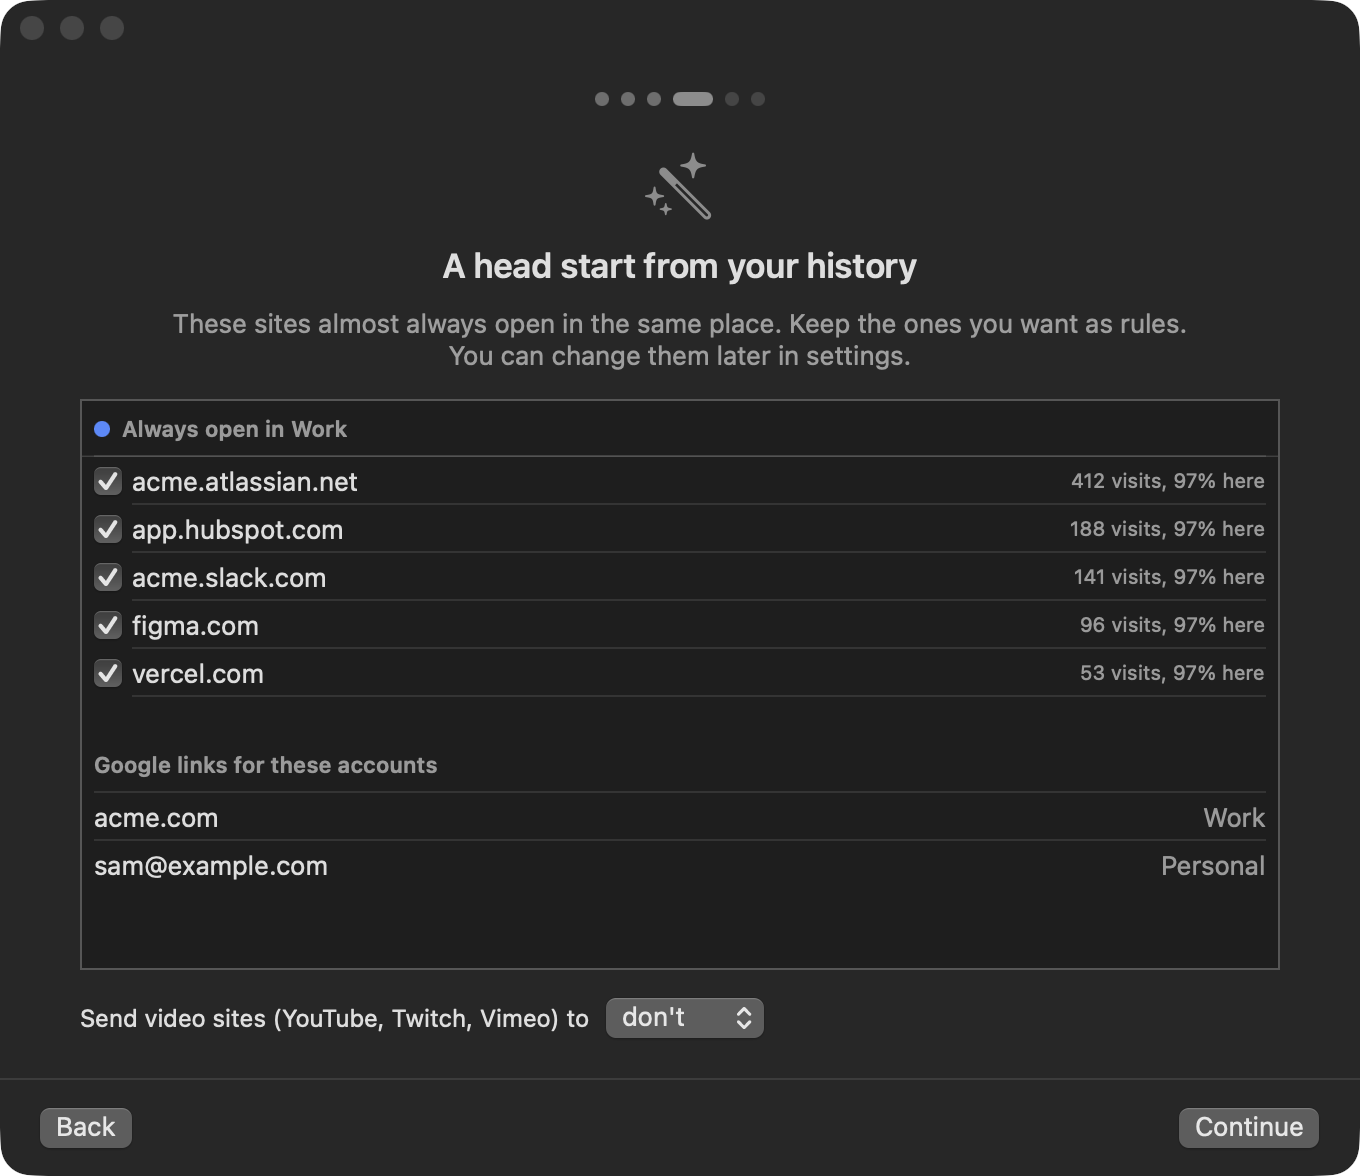 A head start from your history
These sites almost always open in the same place. Keep the ones you want as rules.
You can change them later in settings.
Always open in Work
acme.atlassian.net 412 visits, 97% here
app.hubspot.com 188 visits, 97% here
acme.slack.com 141 visits, 97% here
figma.com 96 visits, 97% here
vercel.com 53 visits, 97% here
Google links for these accounts
acme.com Work
sam@example.com Personal
Send video sites (YouTube, Twitch, Vimeo) to don't
Back Continue